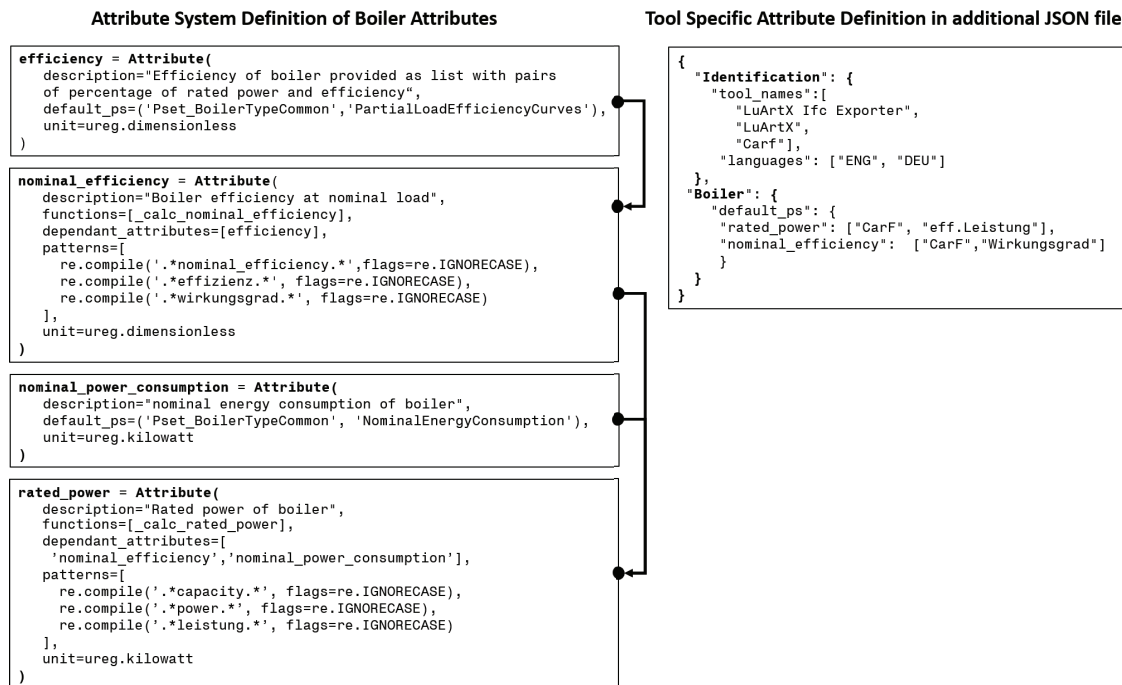 Attribute System Definition of Boiler Attributes
efficiency = Attribute(
description="Efficiency of boiler provided as list with pairs
of percentage of rated power and efficiency“,
default_ps=('Pset_BoilerTypeCommon','PartialLoadEfficiencyCurves'),
unit=ureg.dimensionless
)
nominal_efficiency = Attribute(
description="Boiler efficiency at nominal load",
functions=[_calc_nominal_efficiency],
dependant_attributes=[efficiency],
patterns=[
re.compile('.*nominal_efficiency.*',flags=re.IGNORECASE),
re.compile('.*effizienz.*', flags=re.IGNORECASE),
re.compile('.*wirkungsgrad.*', flags=re.IGNORECASE)
],
unit=ureg.dimensionless
)
nominal_power_consumption = Attribute(
description="nominal energy consumption of boiler",
default_ps=('Pset_BoilerTypeCommon', 'NominalEnergyConsumption'),
unit=ureg.kilowatt
)
rated_power = Attribute(
description="Rated power of boiler",
functions=[_calc_rated_power],
dependant_attributes=[
'nominal_efficiency’,’nominal_power_consumption’],
patterns=[
re.compile('.*capacity.*', flags=re.IGNORECASE),
re.compile('.*power.*', flags=re.IGNORECASE),
re.compile('.*leistung.*', flags=re.IGNORECASE)
],
unit=ureg.kilowatt
)
Tool Specific Attribute Definition in additional JSON file
{
"Identification": {
"tool_names":[
"LuArtX Ifc Exporter",
"LuArtX",
"Carf"],
"languages": ["ENG", "DEU"]
},
"Boiler": {
"default_ps": {
"rated_power": ["CarF", "eff.Leistung"],
"nominal_efficiency": ["CarF","Wirkungsgrad"]
}
}
}